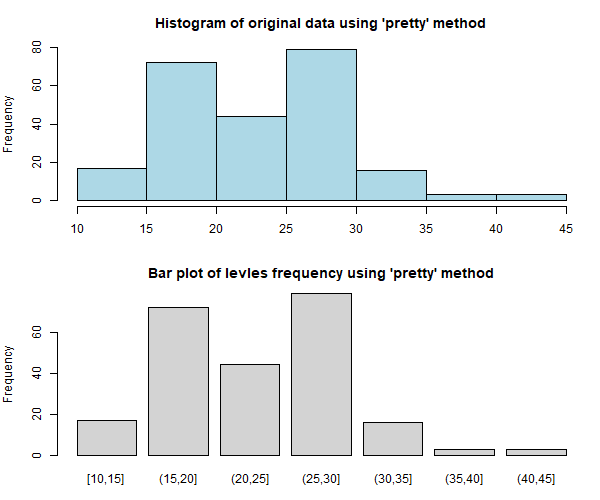 Histogram of original data using 'pretty' method
Frequency
80
60
40
20
0
10 15 20 25 30 35 40 45
Bar plot of levles frequency using 'pretty' method
Frequency
60
40
20
0
[10,15] (15,20] (20,25] (25,30] (30,35] (35,40] (40,45]